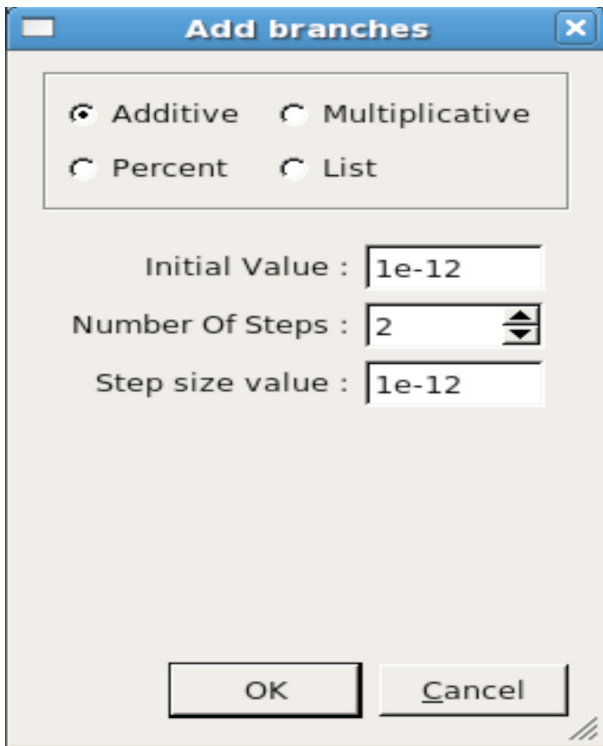 Add branches
Additive Multiplicative
Percent List
Initial Value : 1e-12
Number Of Steps : 2
Step size value : 1e-12
OK Cancel